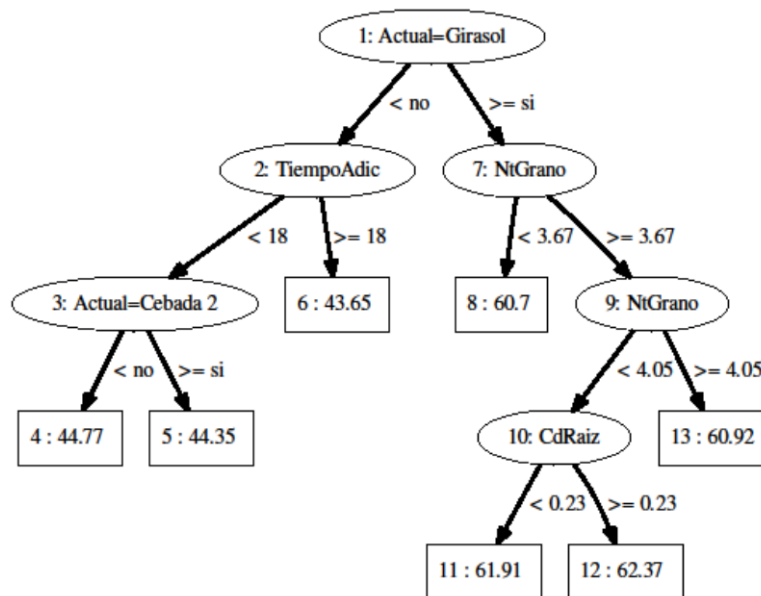 1: Actual=Girasol
< no
>= si
2: TiempoAdic
7: NtGrano
< 18
>= 18
< 3.67
>= 3.67
3: Actual=Cebada 2
6 : 43.65
8 : 60.7
9: NtGrano
< no
>= si
< 4.05
>= 4.05
4 : 44.77
5 : 44.35
10: CdRaiz
13 : 60.92
< 0.23
>= 0.23
11 : 61.91
12 : 62.37